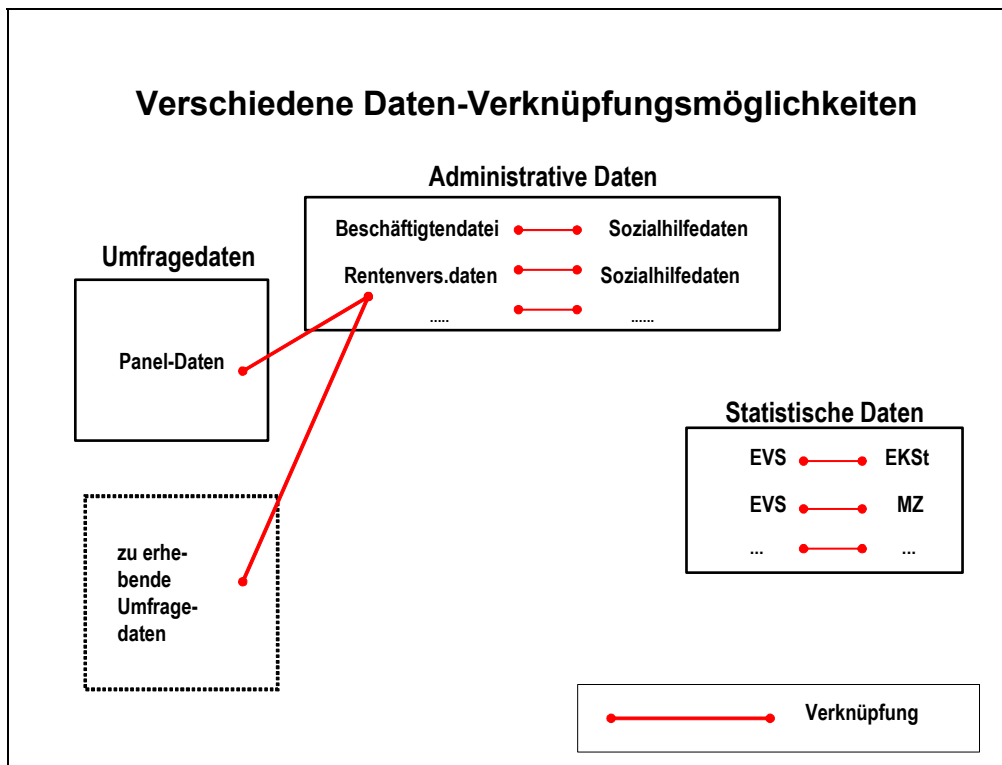 Verschiedene Daten-Verknüpfungsmöglichkeiten
Administrative Daten
Beschäftigtendatei Sozialhilfedaten
Rentenvers.daten Sozialhilfedaten
..... ......
Umfragedaten
Panel-Daten
Statistische Daten
EVS EKSt
EVS MZ
... ...
zu erhe-
bende
Umfrage-
daten
Verknüpfung